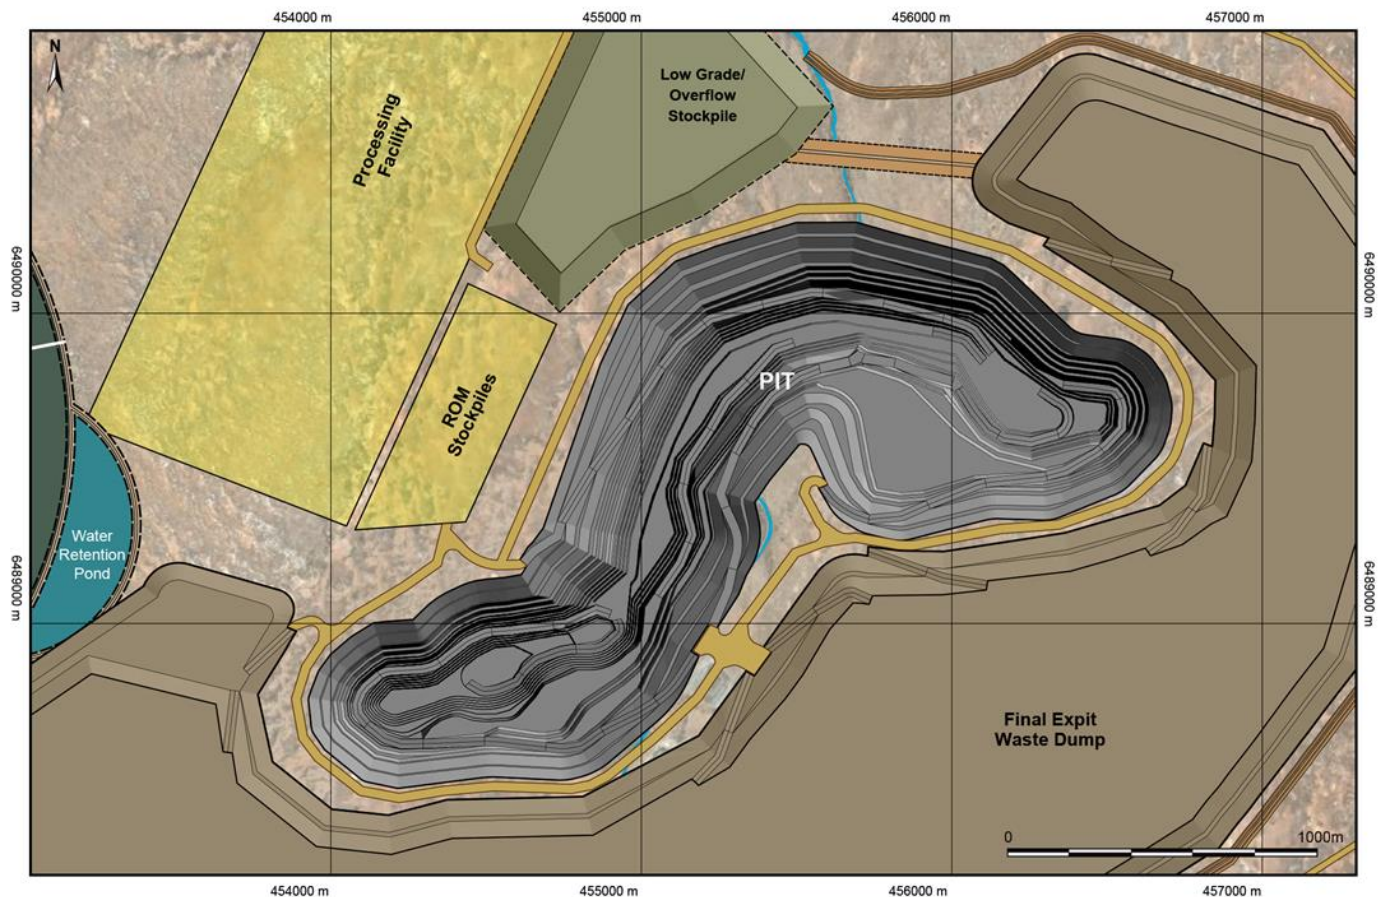 454000 m
455000 m
456000 m
457000 m
N
Low Grade/
Overflow
Stockpile
Processing
Facility
6490000 m
6490000 m
PIT
ROM
Stockpiles
Water
Retention
Pond
6489000 m
6489000 m
Final Expit
Waste Dump
0
1000m
454000 m
455000 m
456000 m
457000 m